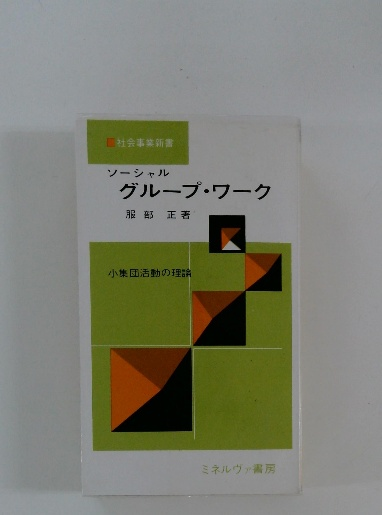 社会事業新書
ソーシャル
グループ・ワーク
服部 正著
小集団活動の理論
ミネルヴァ書房